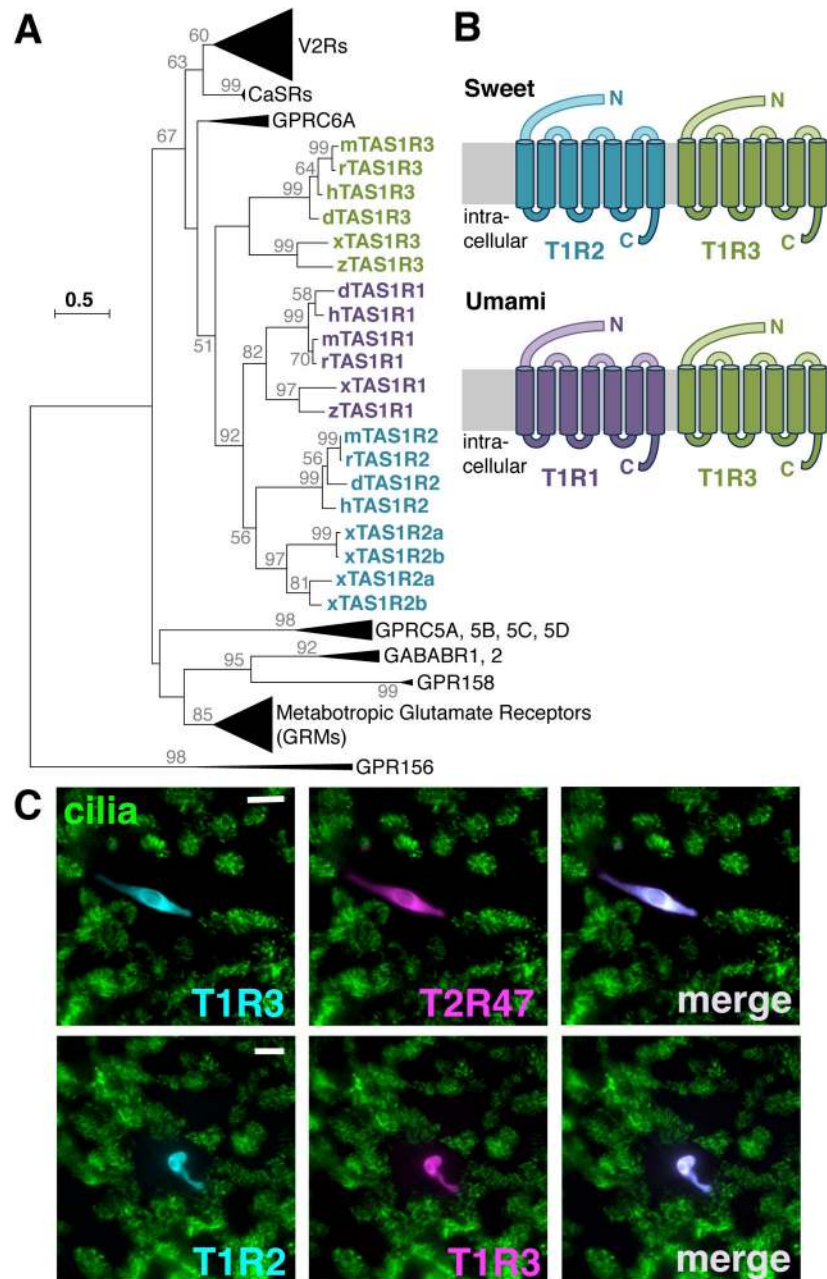 A
60
V2Rs
63
99
CaSRs
67
GPRC6A
99
mTAS1R3
64
rTAS1R3
99
hTAS1R3
dTAS1R3
99
xTAS1R3
zTAS1R3
0.5
58
dTAS1R1
99
hTAS1R1
51
mTAS1R1
82
70
rTAS1R1
97
xTAS1R1
zTAS1R1
92
99
mTAS1R2
56
rTAS1R2
99
dTAS1R2
hTAS1R2
56
99
xTAS1R2a
97
xTAS1R2b
81
xTAS1R2a
xTAS1R2b
98
GPRC5A, 5B, 5C, 5D
95
92
GABABR1, 2
99
GPR158
85
Metabotropic Glutamate Receptors
(GRMs)
98
GPR156
B
Sweet
N
N
intra-
cellular
T1R2
C
T1R3
C
Umami
N
N
intra-
cellular
T1R1
C
T1R3
C
C
cilia
T1R3
T2R47
merge
T1R2
T1R3
merge